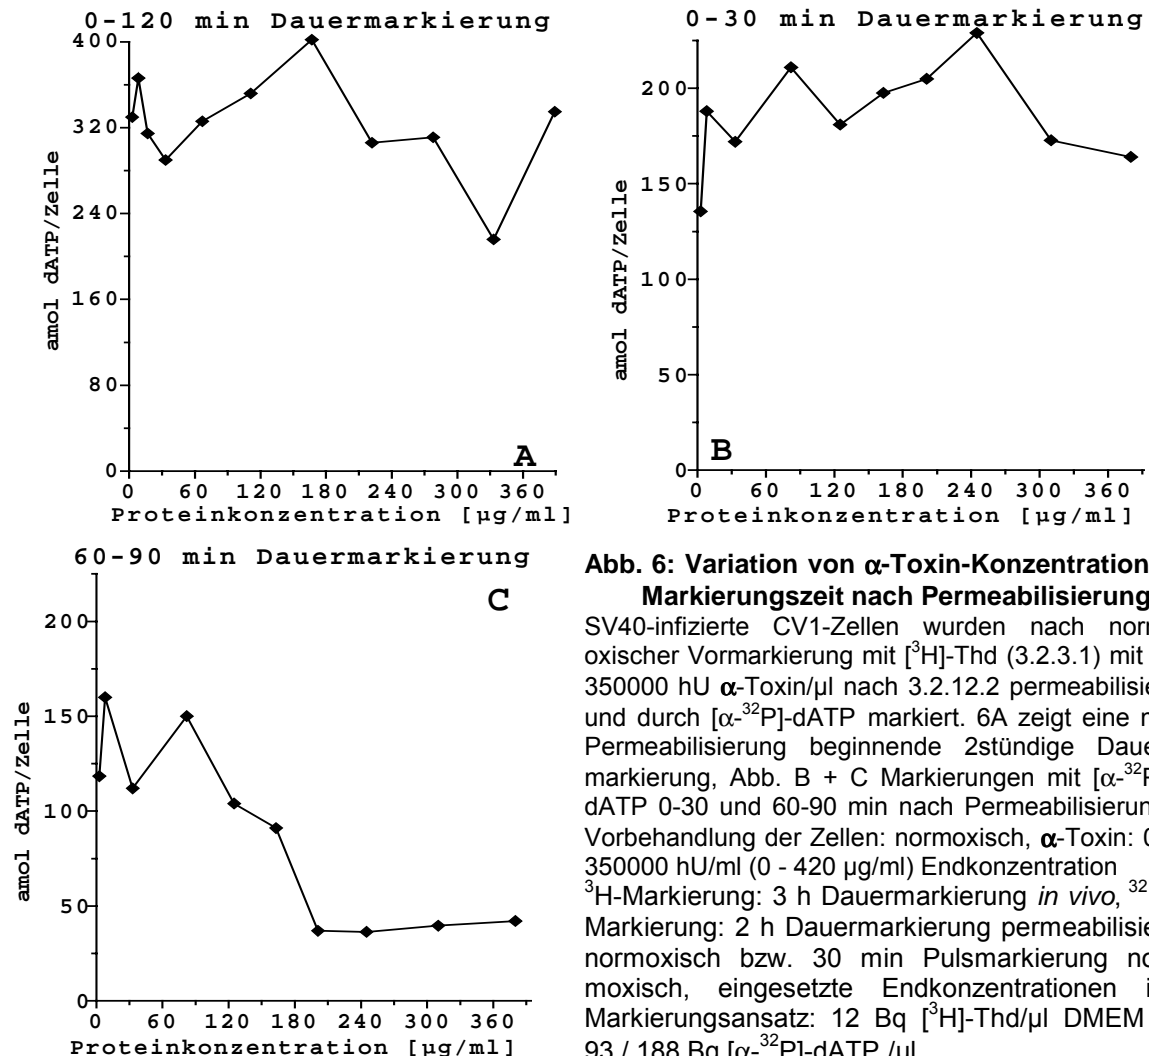 0-120 min Dauermarkierung
400
320
240
160
80
0
amol dATP/Zelle
A
0 60 120 180 240 300 360
Proteinkonzentration [µg/ml]
0-30 min Dauermarkierung
200
150
100
50
0
amol dATP/Zelle
B
0 60 120 180 240 300 360
Proteinkonzentration [µg/ml]
60-90 min Dauermarkierung
C
200
150
100
50
0
amol dATP/Zelle
0 60 120 180 240 300 360
Proteinkonzentration [µg/ml]
Abb. 6: Variation von α-Toxin-Konzentration
Markierungszeit nach Permeabilisierung
SV40-infizierte CV1-Zellen wurden nach norm
oxischer Vormarkierung mit [³H]-Thd (3.2.3.1) mit
350000 hU α-Toxin/µl nach 3.2.12.2 permeabilisie
und durch [α-³²P]-dATP markiert. 6A zeigt eine n
Permeabilisierung beginnende 2stündige Daue
markierung, Abb. B + C Markierungen mit [α-³²P
dATP 0-30 und 60-90 min nach Permeabilisierun
Vorbehandlung der Zellen: normoxisch, α-Toxin: 0
350000 hU/ml (0 - 420 µg/ml) Endkonzentration
³H-Markierung: 3 h Dauermarkierung in vivo, ³²
Markierung: 2 h Dauermarkierung permeabilisie
normoxisch bzw. 30 min Pulsmarkierung no
moxisch, eingesetzte Endkonzentrationen i
Markierungsansatz: 12 Bq [³H]-Thd/µl DMEM
93 / 188 Bq [α-³²P]-dATP /µl